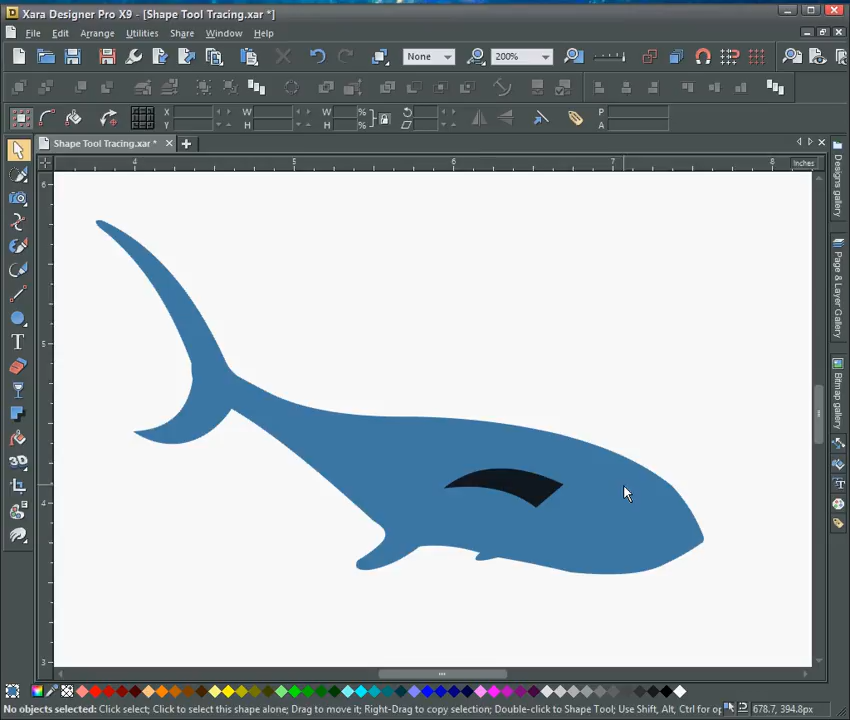 Xara Designer Pro X9 - [Shape Tool Tracing.xar *]
File Edit Arrange Utilities Share Window Help
None 200%
X W W % P
Y H H % A
Shape Tool Tracing.xar *
4 5 6 7 8 inches
6
5
4
3
T
3D
Designs gallery
Page & Layer Gallery
Bitmap gallery
No objects selected: Click select; Click to select this shape alone; Drag to move it; Right-Drag to copy selection; Double-click to Shape Tool; Use Shift, Alt, Ctrl for op
678.7, 394.8px